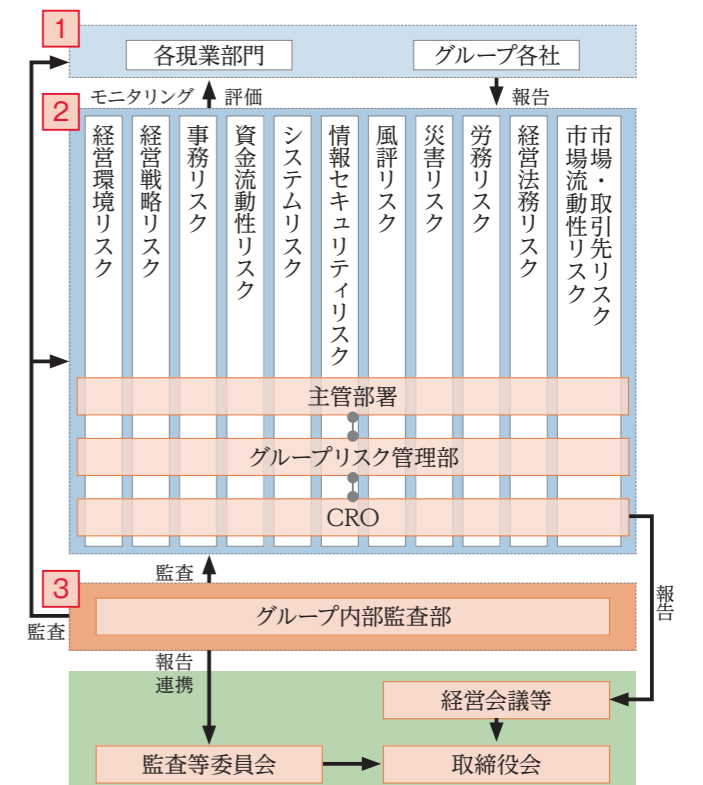 1
各現業部門
グループ各社
モニタリング
評価
報告
2
経営環境リスク
経営戦略リスク
事務リスク
資金流動性リスク
システムリスク
情報セキュリティリスク
風評リスク
災害リスク
労務リスク
経営法務リスク
市場・取引先リスク
市場流動性リスク
主管部署
グループリスク管理部
CRO
監査
3
グループ内部監査部
監査
報告
報告
連携
経営会議等
監査等委員会
取締役会